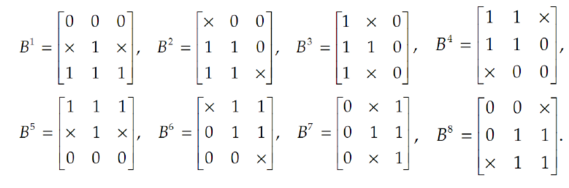 B¹ = [0 0 0; × 1 ×; 1 1 1], B² = [× 0 0; 1 1 0; 1 1 ×], B³ = [1 × 0; 1 1 0; 1 × 0], B⁴ = [1 1 ×; 1 1 0; × 0 0],
B⁵ = [1 1 1; × 1 ×; 0 0 0], B⁶ = [× 1 1; 0 1 1; 0 0 ×], B⁷ = [0 × 1; 0 1 1; 0 × 1], B⁸ = [0 0 ×; 0 1 1; × 1 1].